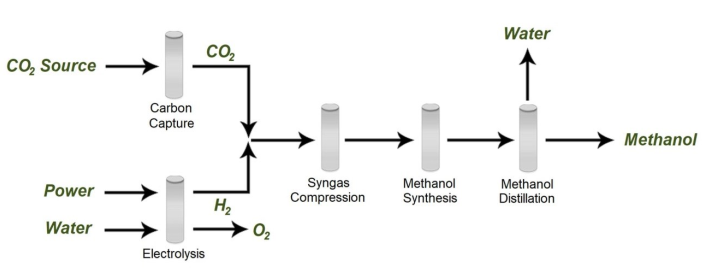 Water
CO₂ Source
CO₂
Carbon
Capture
Methanol
Syngas
Compression
Methanol
Synthesis
Methanol
Distillation
Power
H₂
Water
O₂
Electrolysis